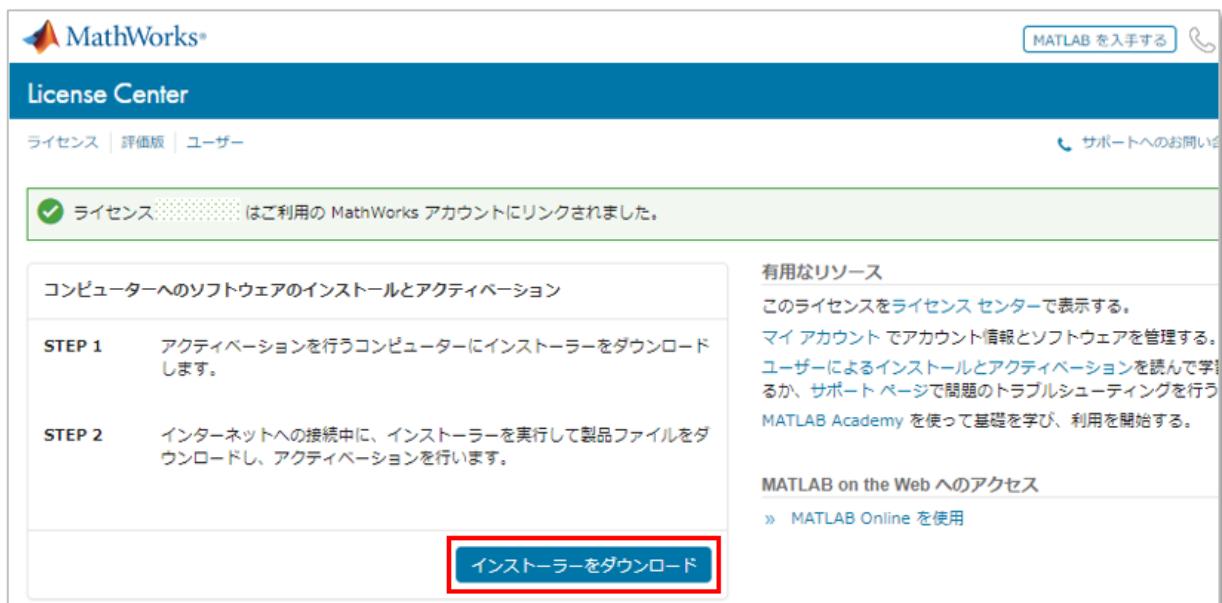 MathWorks®
MATLAB を入手する
License Center
ライセンス 評価版 ユーザー
サポートへのお問い
ライセンス はご利用の MathWorks アカウントにリンクされました。
コンピューターへのソフトウェアのインストールとアクティベーション
STEP 1 アクティベーションを行うコンピューターにインストーラーをダウンロード
します。
STEP 2 インターネットへの接続中に、インストーラーを実行して製品ファイルをダ
ウンロードし、アクティベーションを行います。
インストーラーをダウンロード
有用なリソース
このライセンスをライセンス センターで表示する。
マイ アカウント でアカウント情報とソフトウェアを管理する。
ユーザーによるインストールとアクティベーションを読んで学
るか、サポート ページで問題のトラブルシューティングを行う
MATLAB Academy を使って基礎を学び、利用を開始する。
MATLAB on the Web へのアクセス
» MATLAB Online を使用